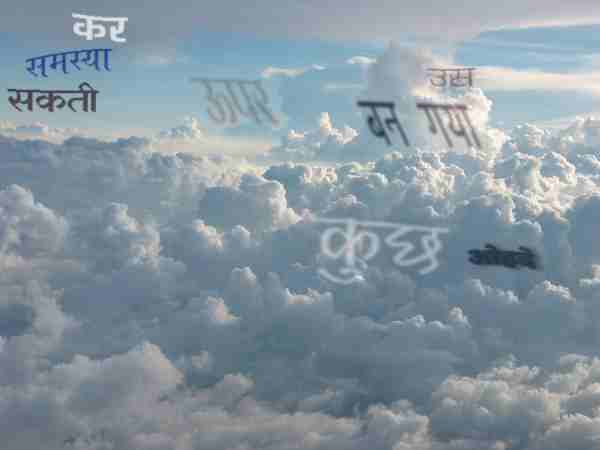 कर
समस्या
सकती
ऊपर
उस
बन गया
कुछ